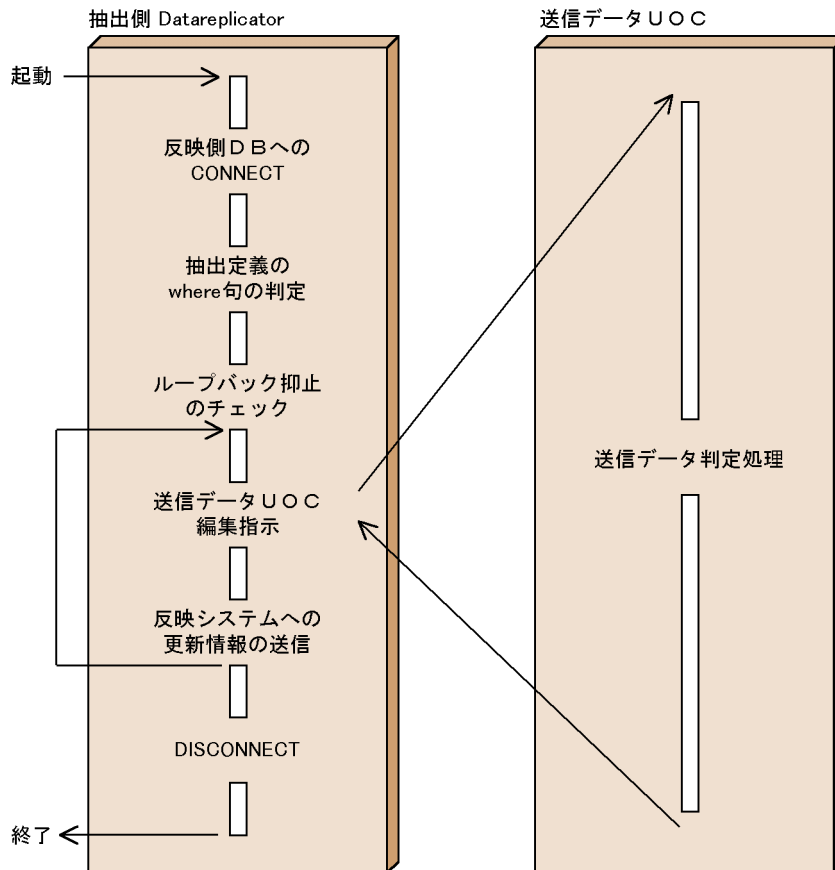 抽出側 Datareplicator
送信データＵＯＣ
起動
反映側ＤＢへの
CONNECT
抽出定義の
where句の判定
ループバック抑止
のチェック
送信データＵＯＣ
編集指示
送信データ判定処理
反映システムへの
更新情報の送信
DISCONNECT
終了